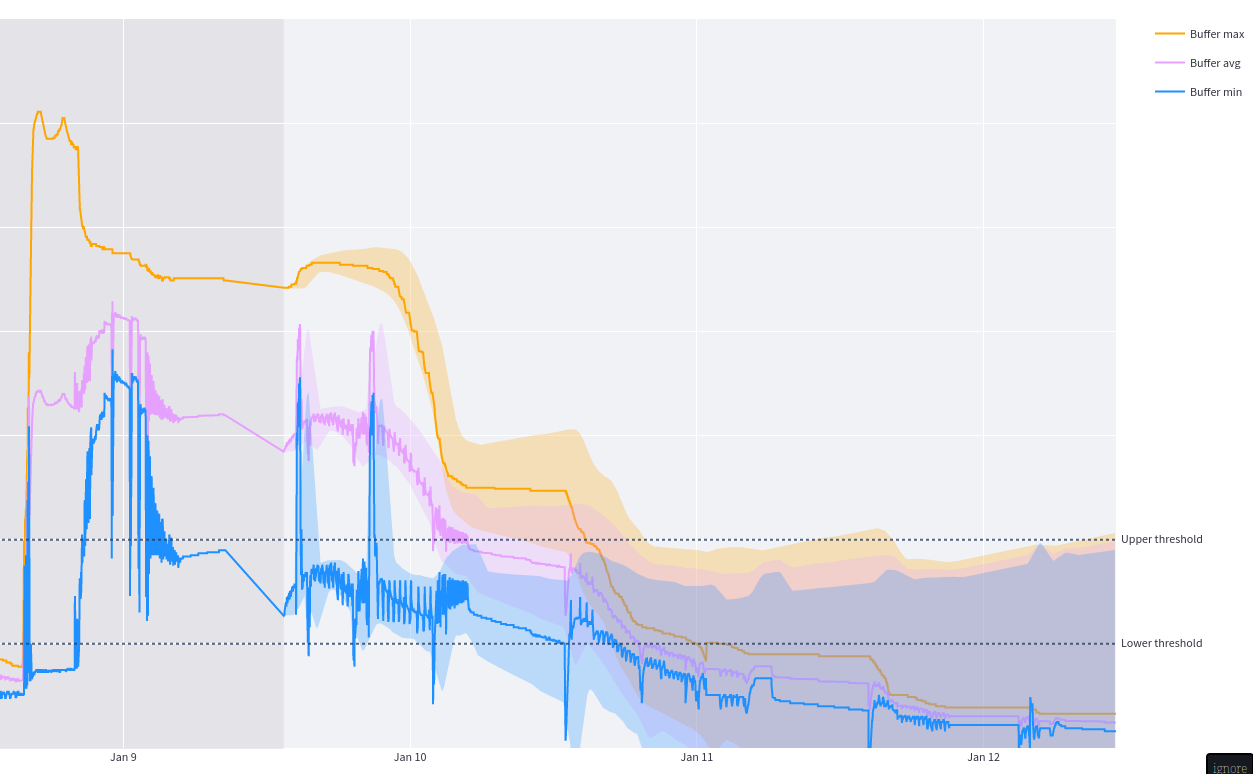 Buffer max
Buffer avg
Buffer min
Upper threshold
Lower threshold
Jan 9
Jan 10
Jan 11
Jan 12
ignore